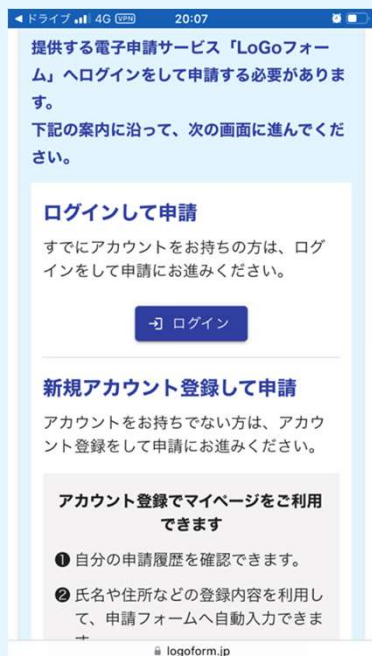 ◀ドライブ 4G VPN 20:07
提供する電子申請サービス「LoGoフォー
ム」へログインをして申請する必要がありま
す。
下記の案内に沿って、次の画面に進んでくだ
さい。
ログインして申請
すでにアカウントをお持ちの方は、ログ
インをして申請にお進みください。
ログイン
新規アカウント登録して申請
アカウントをお持ちでない方は、アカウ
ント登録をして申請にお進みください。
アカウント登録でマイページをご利用
できます
❶ 自分の申請履歴を確認できます。
❷ 氏名や住所などの登録内容を利用し
て、申請フォームへ自動入力できま
す
logoform.jp